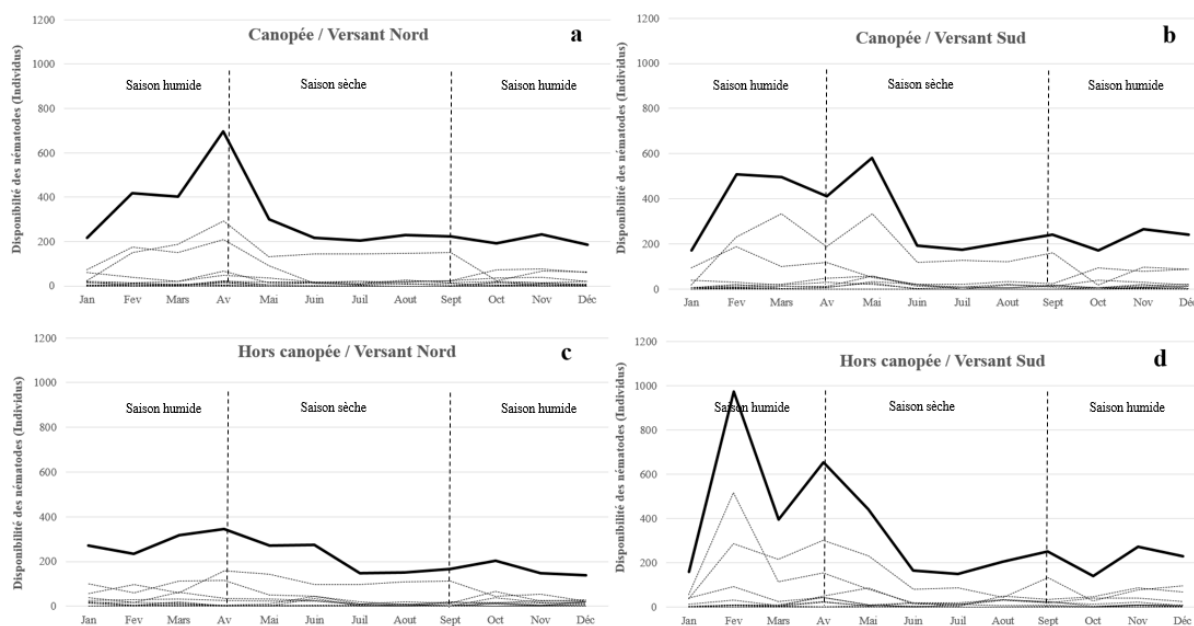 Canopée / Versant Nord
a
Disponibilité des nématodes (Individus)
1200
1000
800
600
400
200
0
Saison humide
Saison sèche
Saison humide
Jan Fev Mars Av Mai Juin Juil Aout Sept Oct Nov Déc
Canopée / Versant Sud
b
Disponibilité des nématodes (Individus)
1200
1000
800
600
400
200
0
Saison humide
Saison sèche
Saison humide
Jan Fev Mars Av Mai Juin Juil Aout Sept Oct Nov Déc
Hors canopée / Versant Nord
c
Disponibilité des nématodes (Individus)
1200
1000
800
600
400
200
0
Saison humide
Saison sèche
Saison humide
Jan Fev Mars Av Mai Juin Juil Aout Sept Oct Nov Déc
Hors canopée / Versant Sud
d
Disponibilité des nématodes (Individus)
1200
1000
800
600
400
200
0
Saison humide
Saison sèche
Saison humide
Jan Fev Mars Av Mai Juin Juil Aout Sept Oct Nov Déc